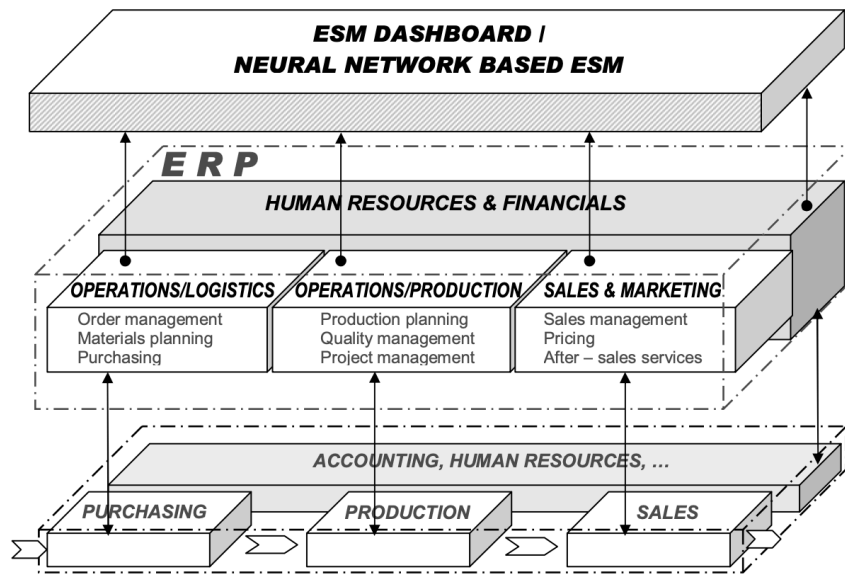 ESM DASHBOARD /
NEURAL NETWORK BASED ESM
ERP
HUMAN RESOURCES & FINANCIALS
OPERATIONS/LOGISTICS
Order management
Materials planning
Purchasing
OPERATIONS/PRODUCTION
Production planning
Quality management
Project management
SALES & MARKETING
Sales management
Pricing
After – sales services
ACCOUNTING, HUMAN RESOURCES, ...
PURCHASING
PRODUCTION
SALES